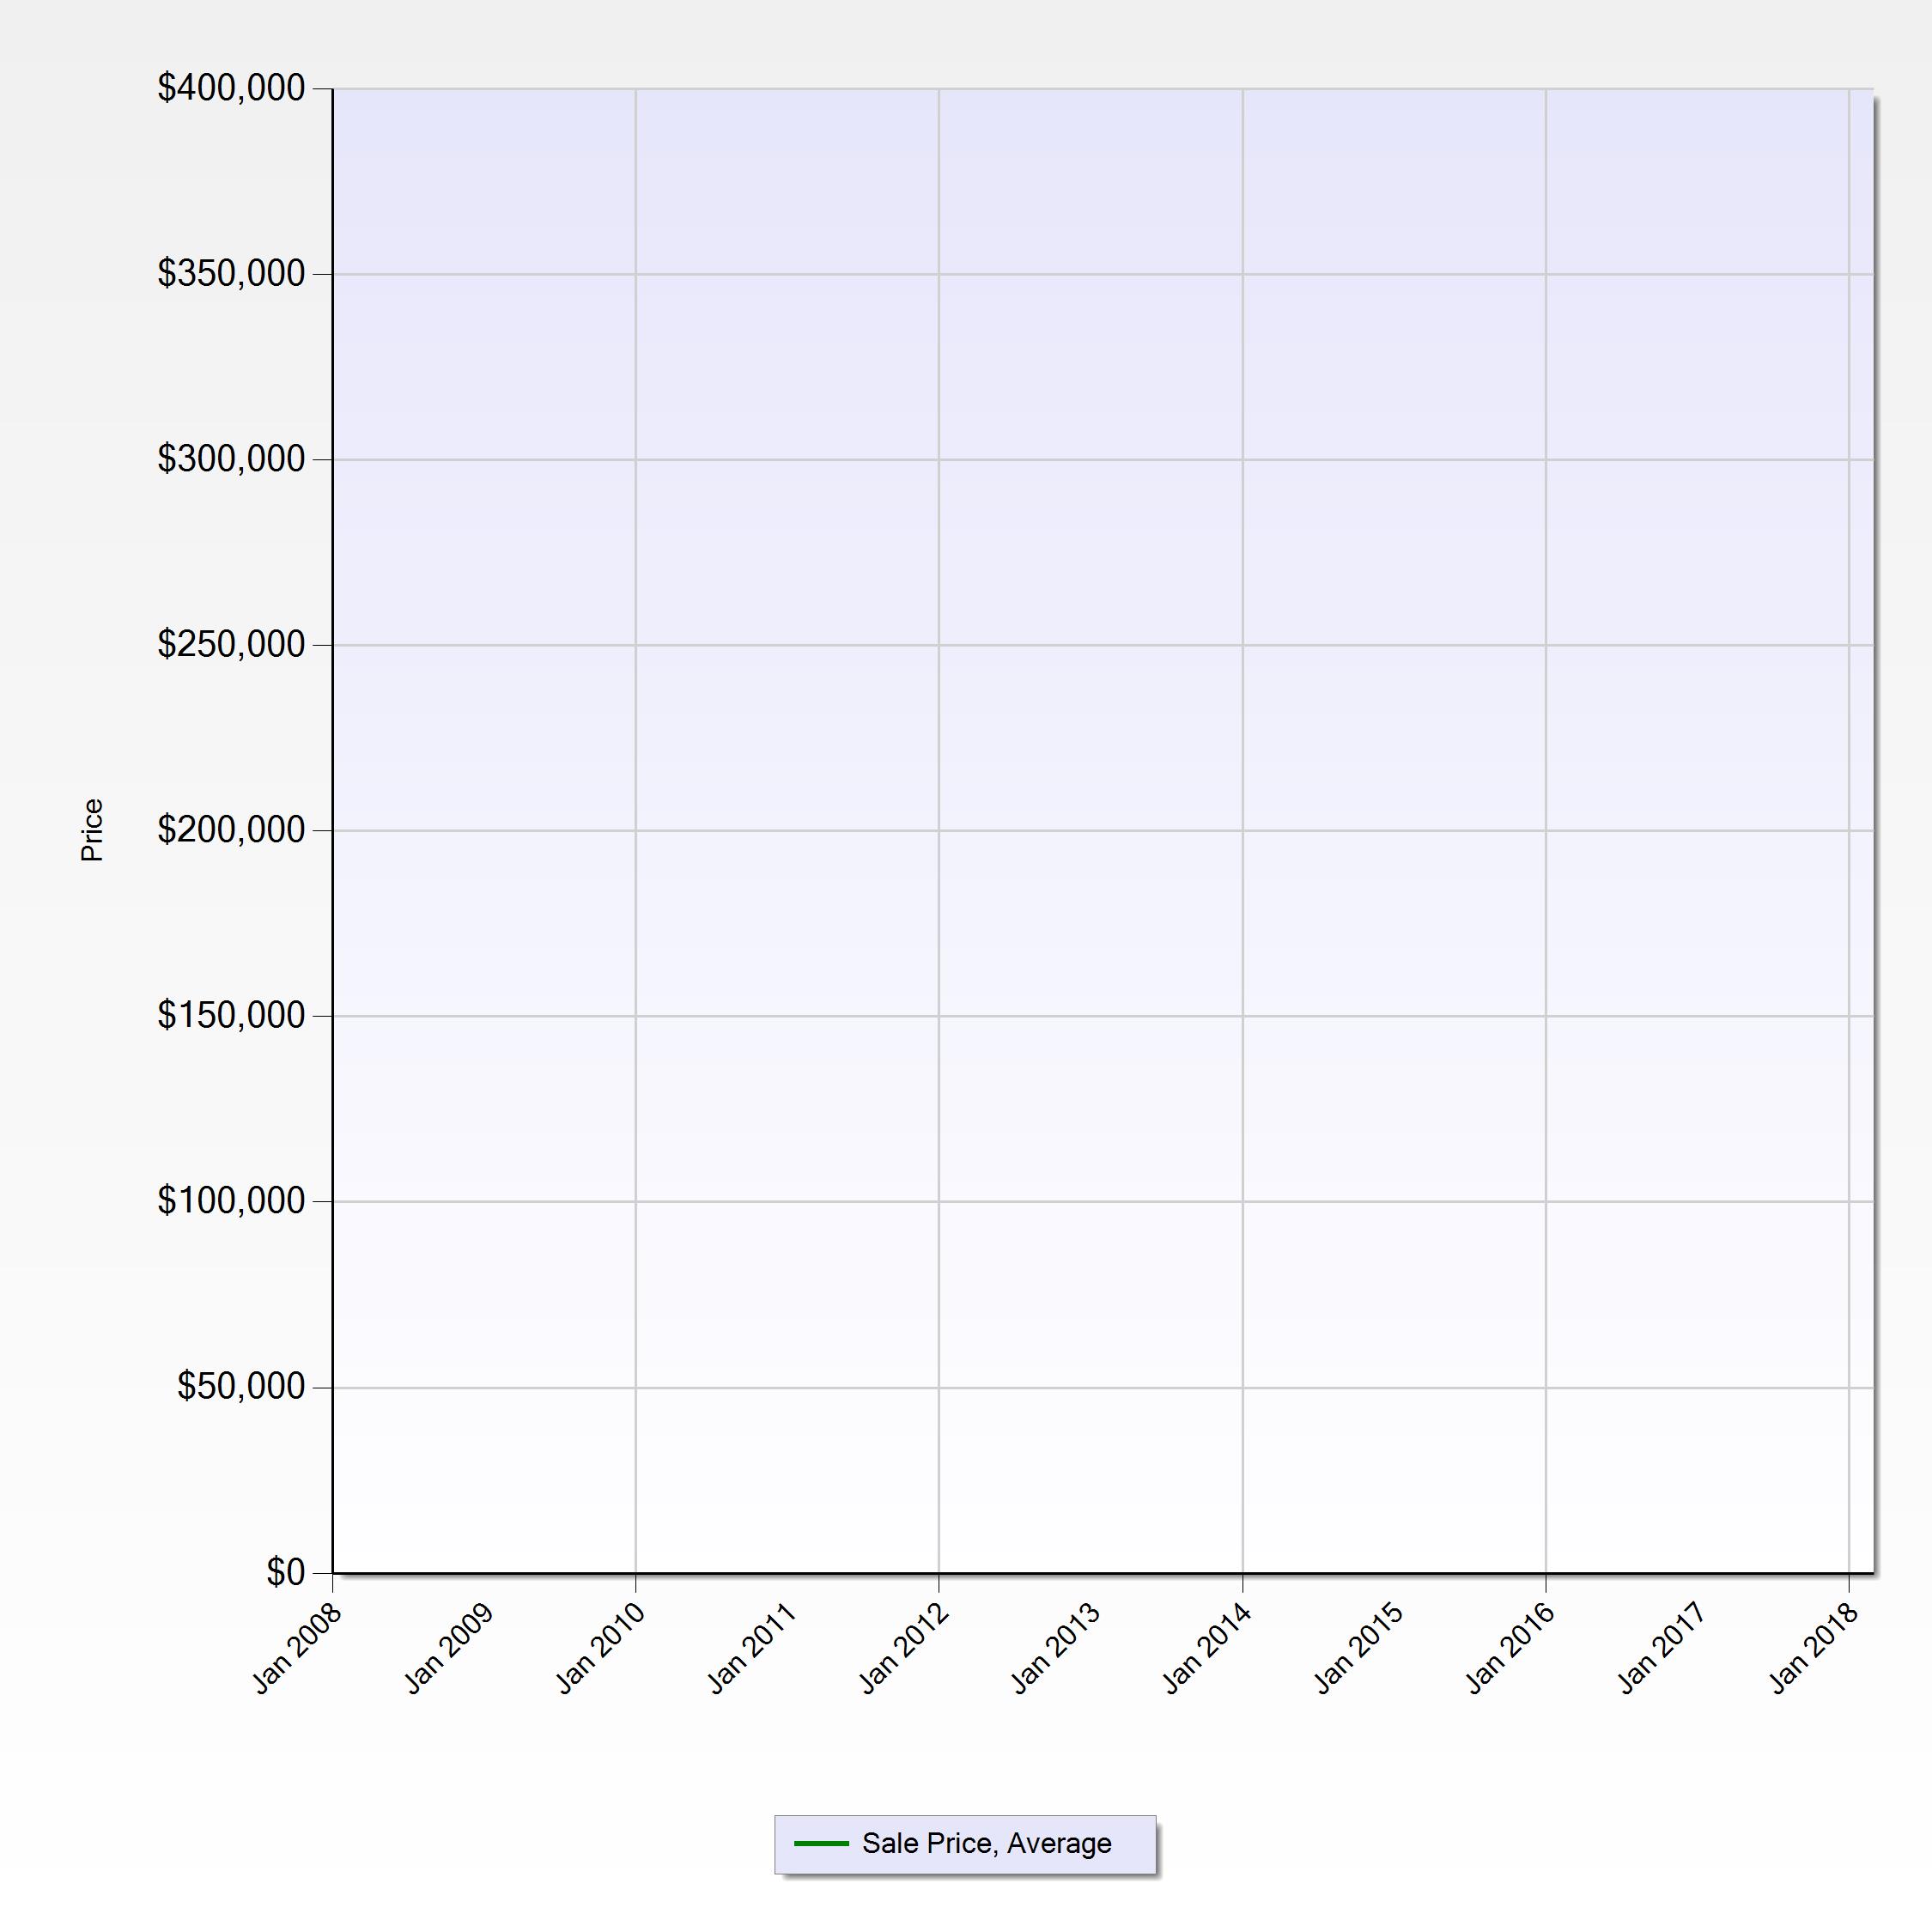 $400,000
$350,000
$300,000
$250,000
$200,000
$150,000
$100,000
$50,000
$0
Price
Jan 2008
Jan 2009
Jan 2010
Jan 2011
Jan 2012
Jan 2013
Jan 2014
Jan 2015
Jan 2016
Jan 2017
Jan 2018
Sale Price, Average